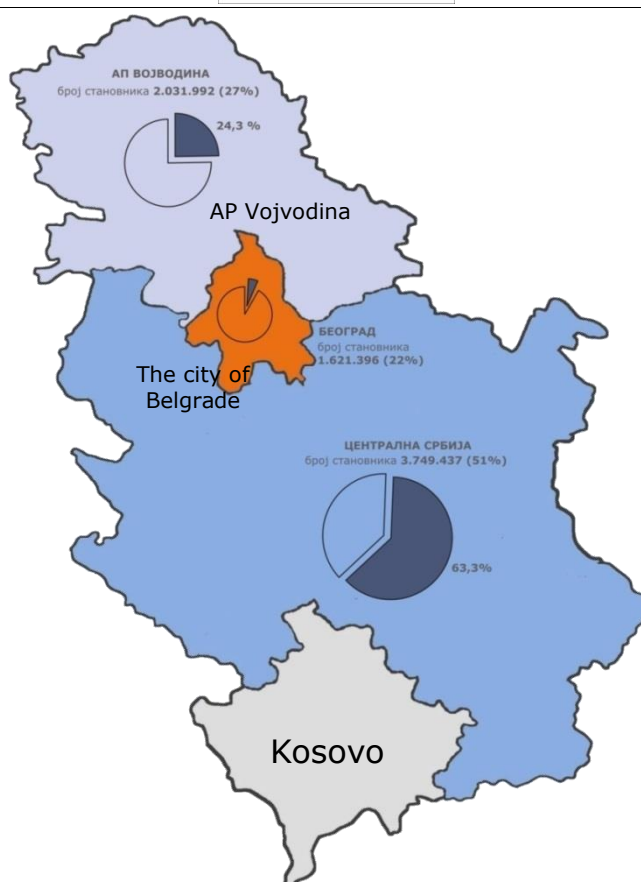 АП ВОЈВОДИНА
број становника 2.031.992 (27%)
24,3 %
AP Vojvodina
БЕОГРАД
број становника
1.621.396 (22%)
The city of
Belgrade
ЦЕНТРАЛНА СРБИЈА
број становника 3.749.437 (51%)
63,3%
Kosovo